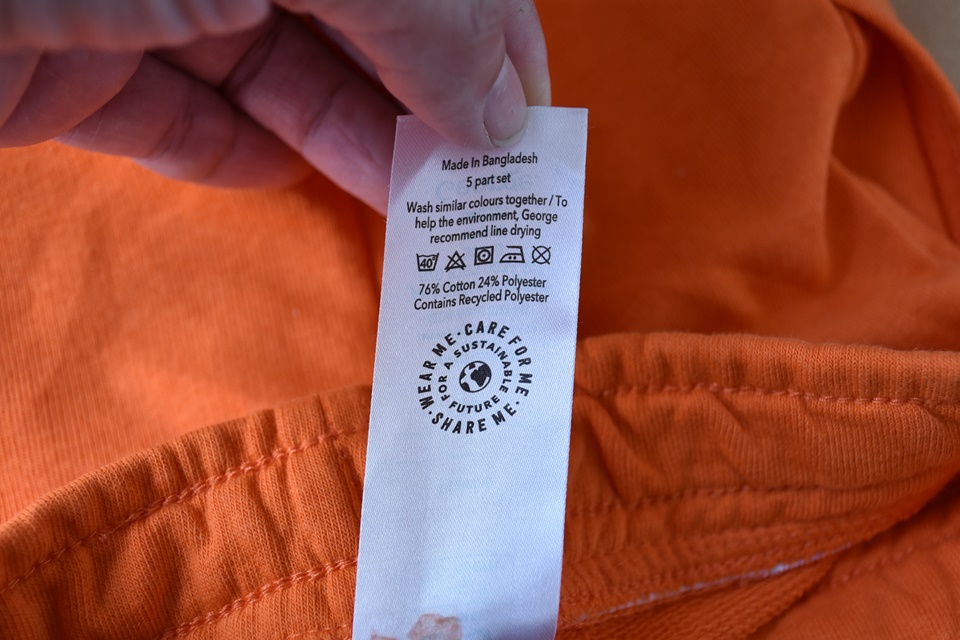 Made In Bangladesh
5 part set
Wash similar colours together / To
help the environment, George
recommend line drying
40°
76% Cotton 24% Polyester
Contains Recycled Polyester
WEAR ME · CARE FOR ME · SHARE ME ·
FOR A SUSTAINABLE FUTURE